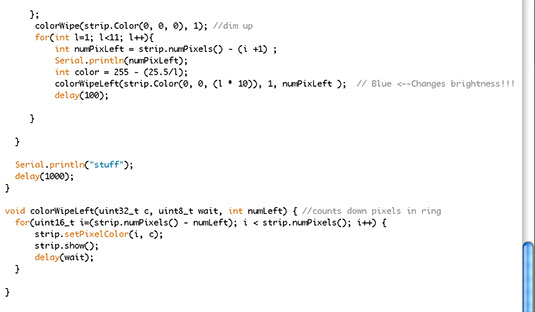 };
colorWipe(strip.Color(0, 0, 0), 1); //dim up
for(int l=1; l<11; l++){
int numPixLeft = strip.numPixels() - (i +1) ;
Serial.println(numPixLeft);
int color = 255 - (25.5/l);
colorWipeLeft(strip.Color(0, 0, (l * 10)), 1, numPixLeft ); // Blue <--Changes brightness!!!
delay(100);
}
}
Serial.println("stuff");
delay(1000);
}
void colorWipeLeft(uint32_t c, uint8_t wait, int numLeft) { //counts down pixels in ring
for(uint16_t i=(strip.numPixels() - numLeft); i < strip.numPixels(); i++) {
strip.setPixelColor(i, c);
strip.show();
delay(wait);
}
}